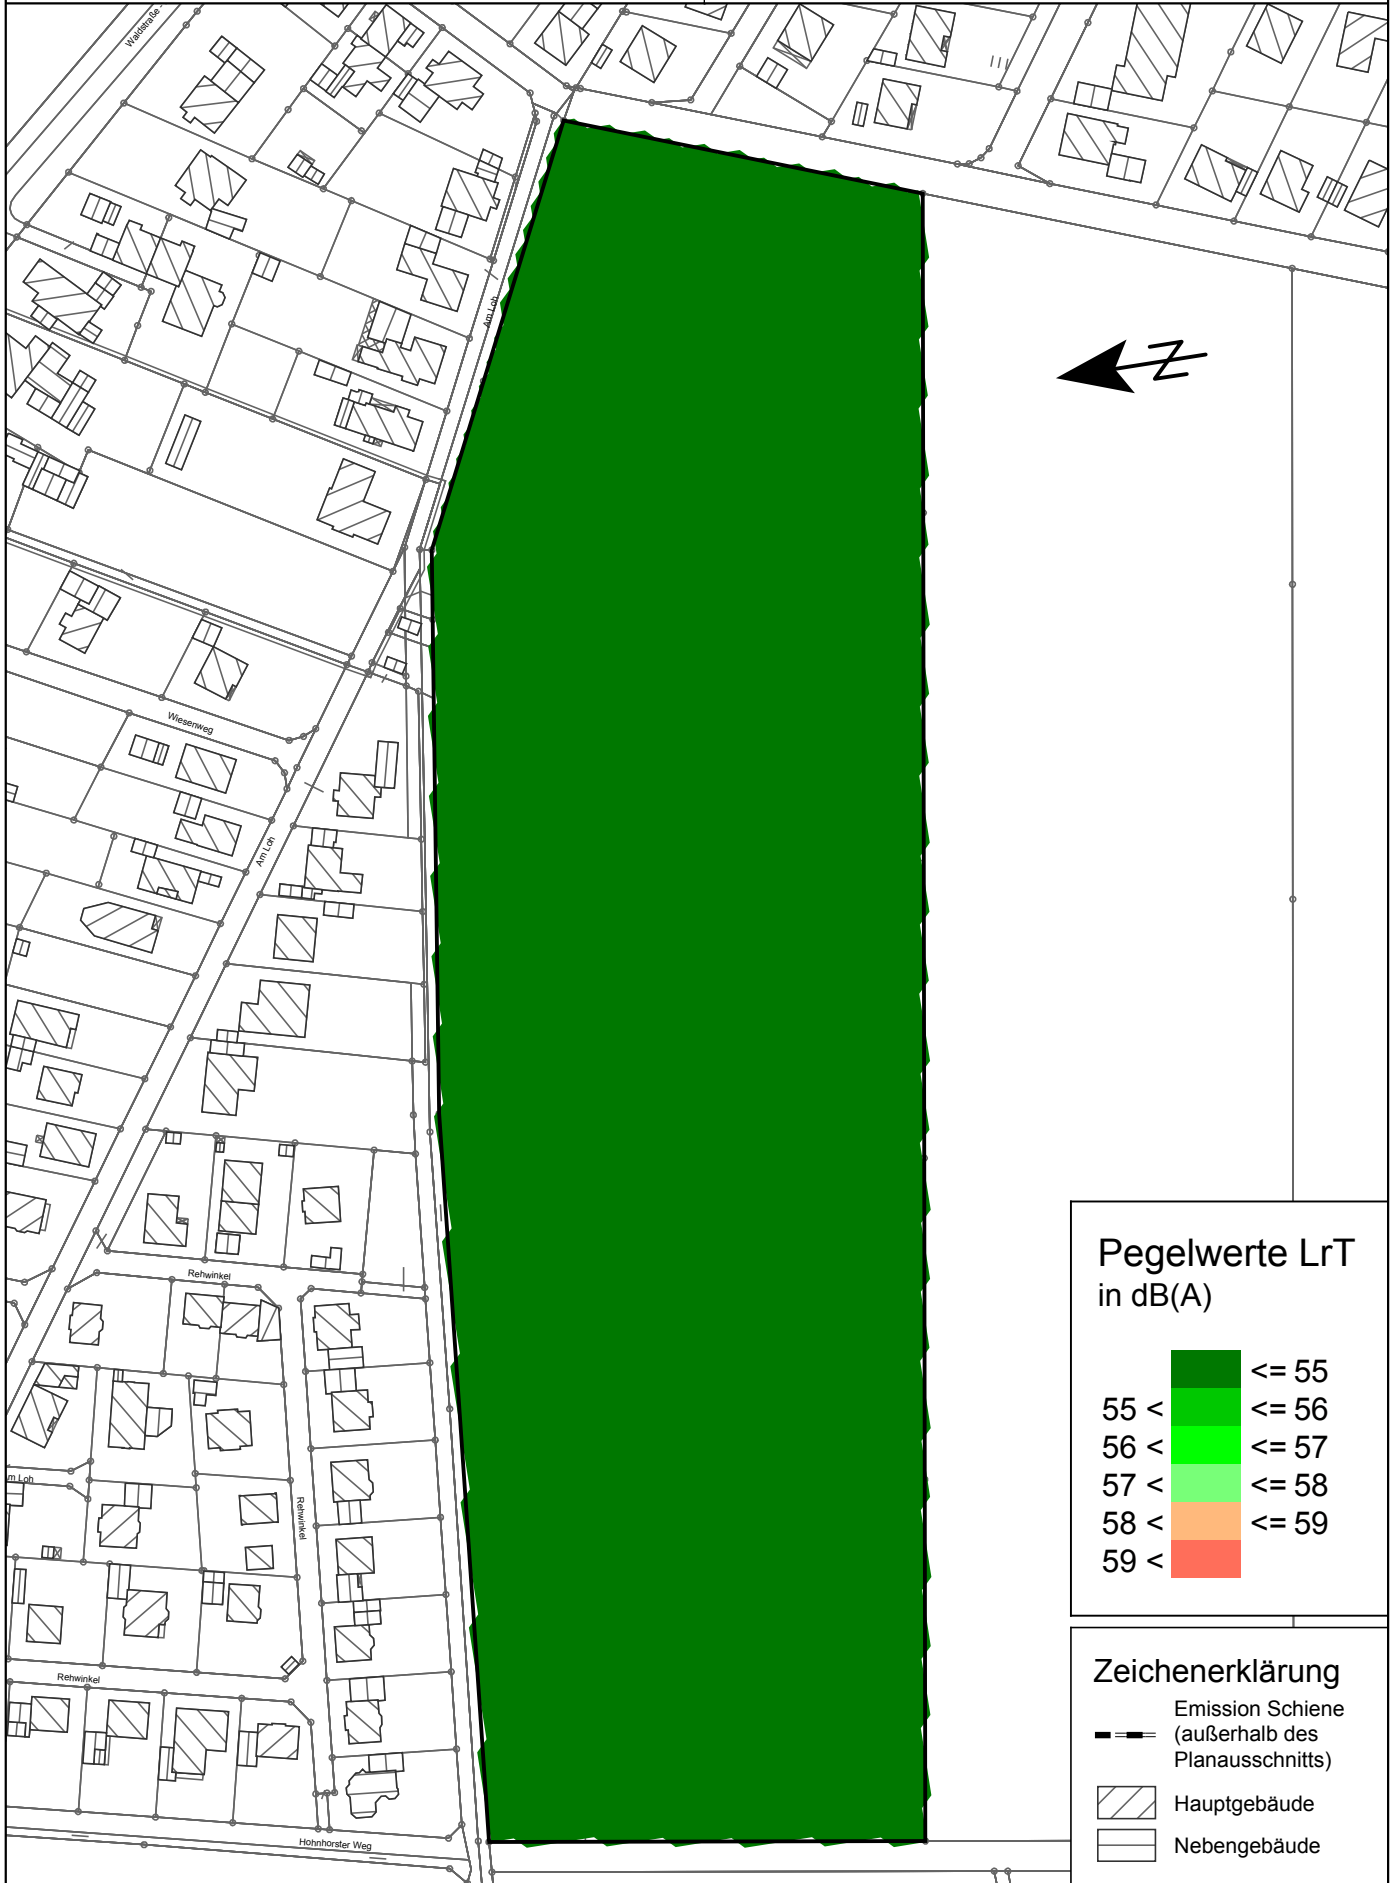 Waldstraße
Am Loh
Wiesenweg
Am Loh
Rehwinkel
m Loh
Rehwinkel
Rehwinkel
Hohnhorster Weg
Z
Pegelwerte LrT
in dB(A)
<= 55
55 < <= 56
56 < <= 57
57 < <= 58
58 < <= 59
59 <
Zeichenerklärung
Emission Schiene
(außerhalb des
Planausschnitts)
Hauptgebäude
Nebengebäude